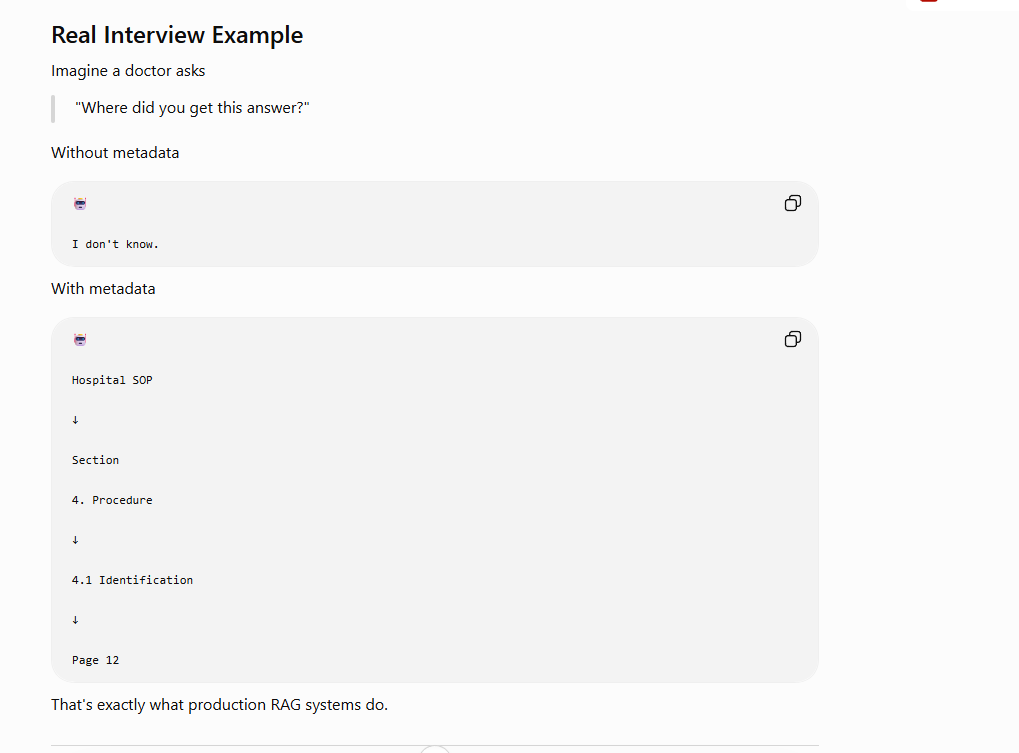 Real Interview Example
Imagine a doctor asks
"Where did you get this answer?"
Without metadata
I don't know.
With metadata
Hospital SOP
↓
Section
4. Procedure
↓
4.1 Identification
↓
Page 12
That's exactly what production RAG systems do.